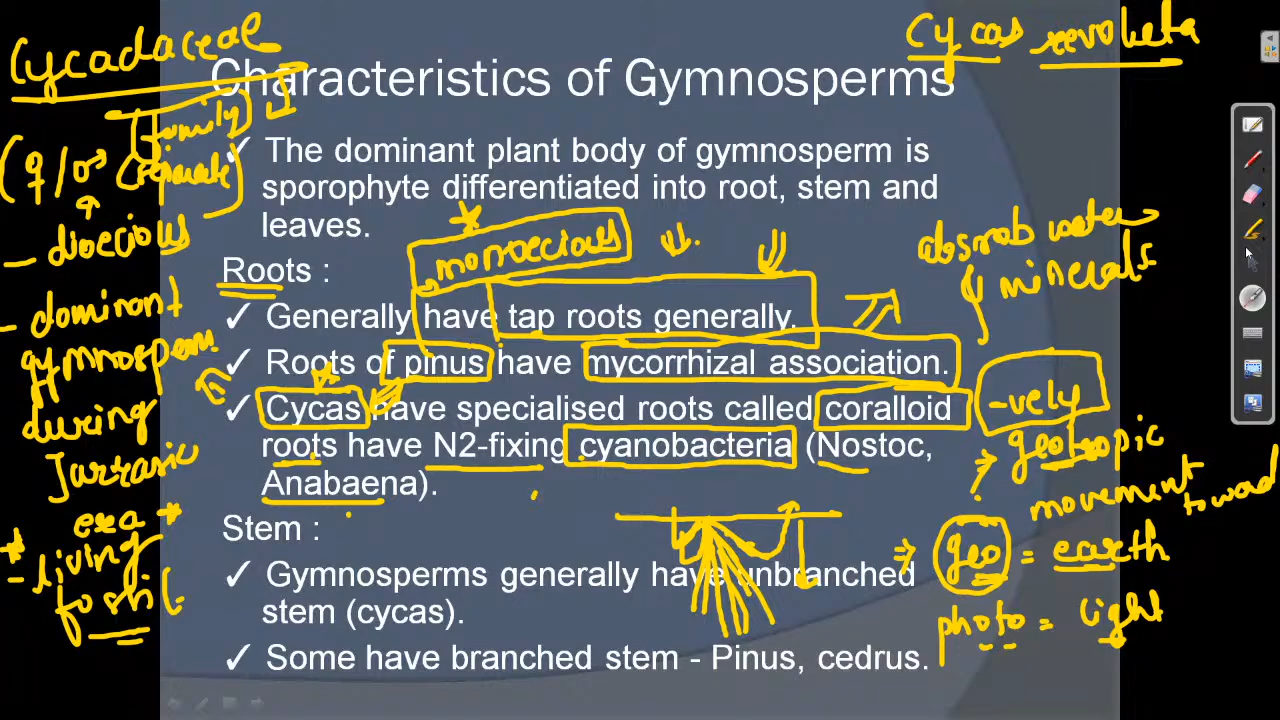 Cycadaceae
(family)
(♀/♂ separate)
- dioecious
- dominant
gymnosperm
during
Jurrasic
era *
* - living
foshil
Cycas revoluta
Characteristics of Gymnosperms
✓ The dominant plant body of gymnosperm is
sporophyte differentiated into root, stem and
leaves.
* monoecious
Roots :
✓ Generally have tap roots generally.
✓ Roots of pinus have mycorrhizal association.
✓ Cycas have specialised roots called coralloid
roots have N2-fixing cyanobacteria (Nostoc,
Anabaena).
Stem :
✓ Gymnosperms generally have unbranched
stem (cycas).
✓ Some have branched stem - Pinus, cedrus.
water
& minerals
-vely
geotropic
movement
toward
geo = earth
photo = light